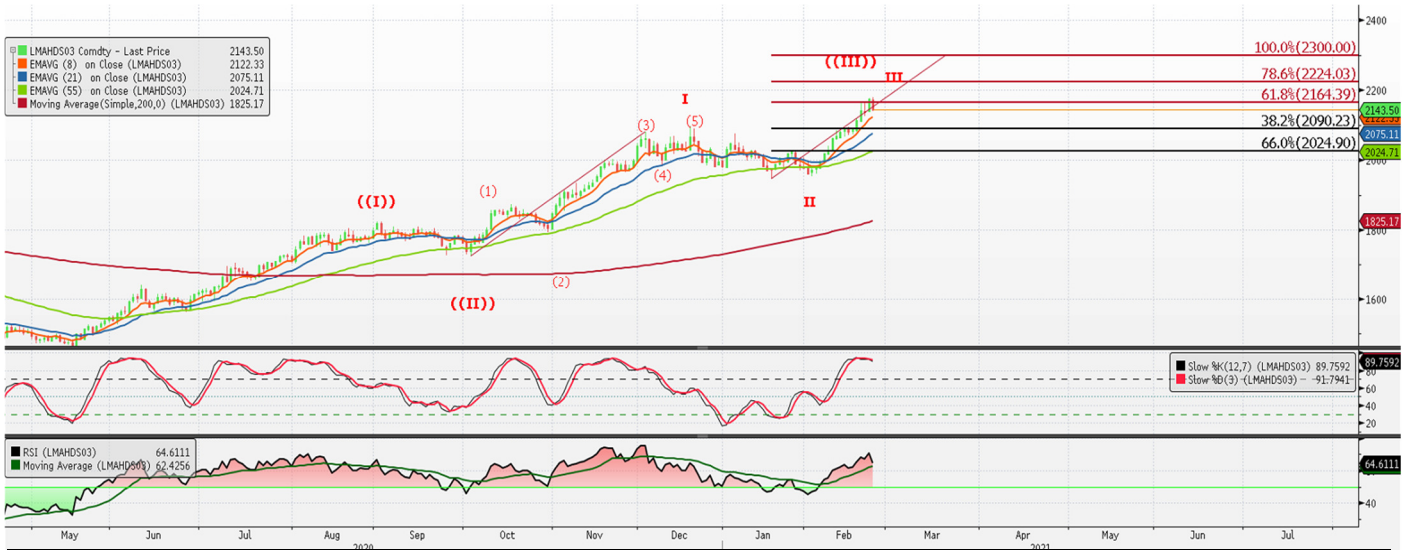 LMAHDS03 Comdty - Last Price 2143.50
EMAVG (8) on Close (LMAHDS03) 2122.33
EMAVG (21) on Close (LMAHDS03) 2075.11
EMAVG (55) on Close (LMAHDS03) 2024.71
Moving Average(Simple,200,0) (LMAHDS03) 1825.17
2400
100.0%(2300.00)
((III))
III
78.6%(2224.03)
2200
61.8%(2164.39)
2143.50
2122.33
38.2%(2090.23)
2075.11
66.0%(2024.90)
2024.71
2000
I
(3)
(5)
(4)
(1)
((I))
II
1825.17
1800
(2)
((II))
1600
Slow %K(12,7) (LMAHDS03) 89.7592
Slow %D(3) (LMAHDS03) 91.7941
89.7592
80
60
40
20
RSI (LMAHDS03) 64.6111
Moving Average (LMAHDS03) 62.4256
64.6111
40
May Jun Jul Aug Sep Oct Nov Dec Jan Feb Mar Apr May Jun Jul
2020 2021